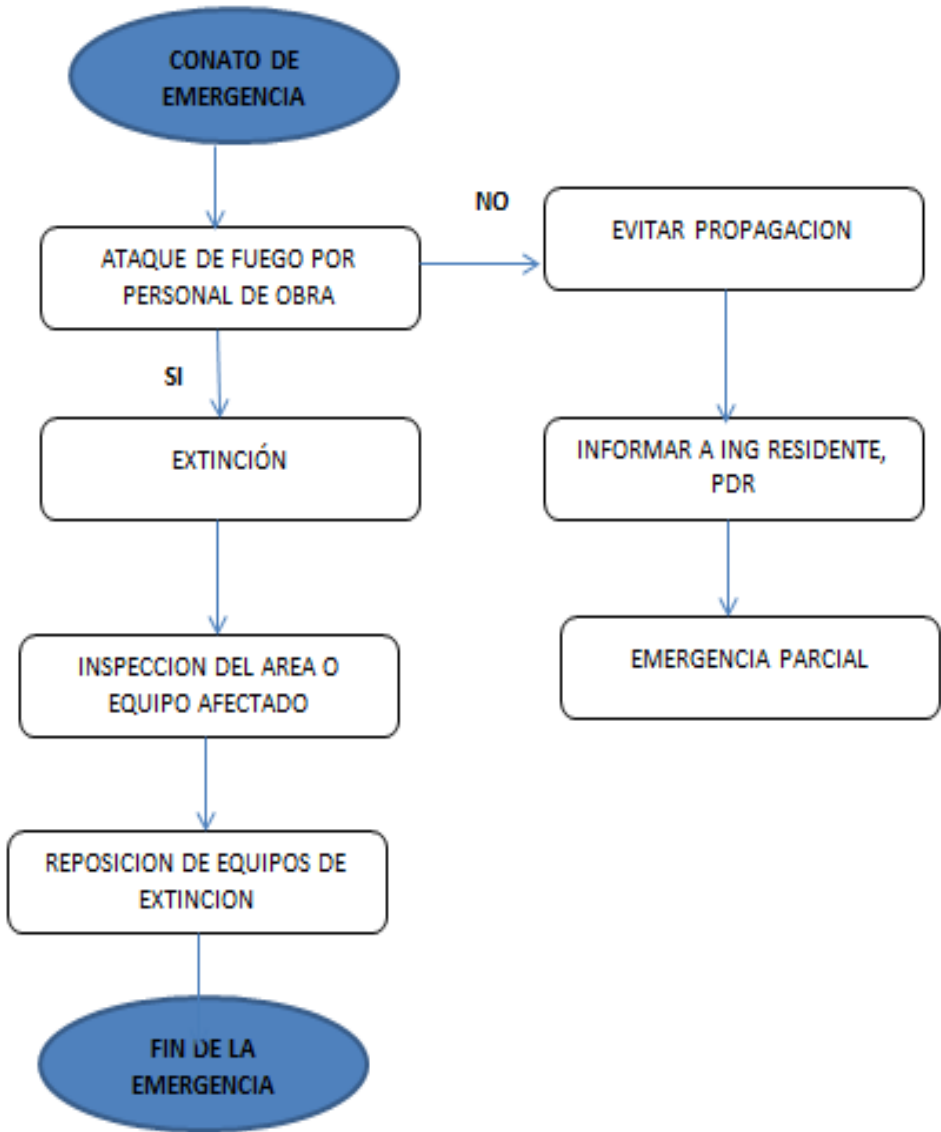 CONATO DE
EMERGENCIA
NO
EVITAR PROPAGACION
ATAQUE DE FUEGO POR
PERSONAL DE OBRA
SI
EXTINCIÓN
INFORMAR A ING RESIDENTE,
PDR
INSPECCION DEL AREA O
EQUIPO AFECTADO
EMERGENCIA PARCIAL
REPOSICION DE EQUIPOS DE
EXTINCION
FIN DE LA
EMERGENCIA